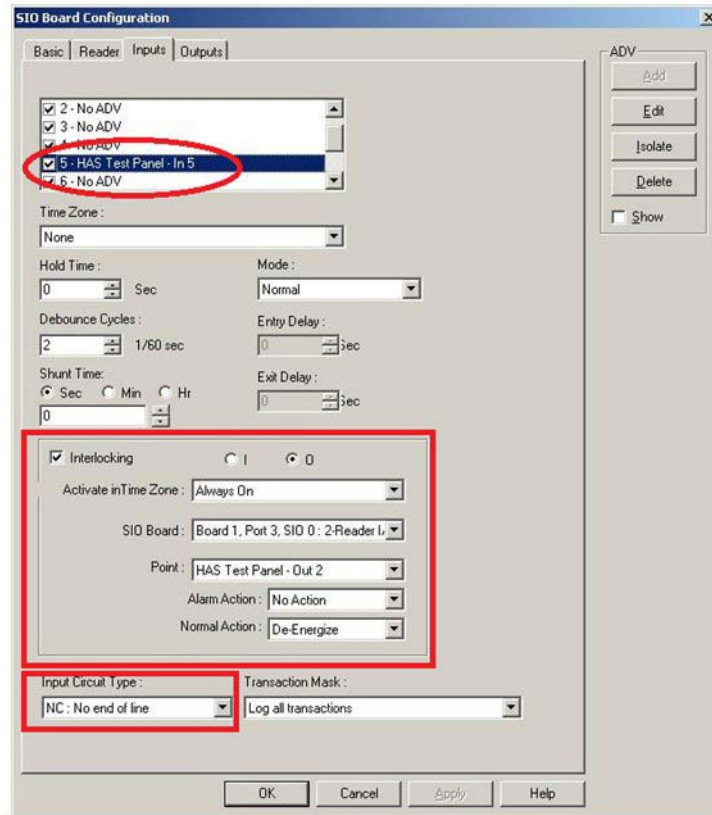 SIO Board Configuration
Basic Reader Inputs Outputs
ADV
Add
Edit
Isolate
Delete
Show
2 - No ADV
3 - No ADV
4 - No ADV
5 - HAS Test Panel - In 5
6 - No ADV
Time Zone :
None
Hold Time : Mode :
0 Sec Normal
Debounce Cycles : Entry Delay :
2 1/60 sec 0 Sec
Shunt Time: Exit Delay :
Sec Min Hr 0 Sec
0
Interlocking I O
Activate inTime Zone : Always On
SIO Board : Board 1, Port 3, SIO 0 : 2-Reader
Point : HAS Test Panel - Out 2
Alarm Action : No Action
Normal Action : De-Energize
Input Circuit Type : Transaction Mask :
NC : No end of line Log all transactions
OK Cancel Apply Help